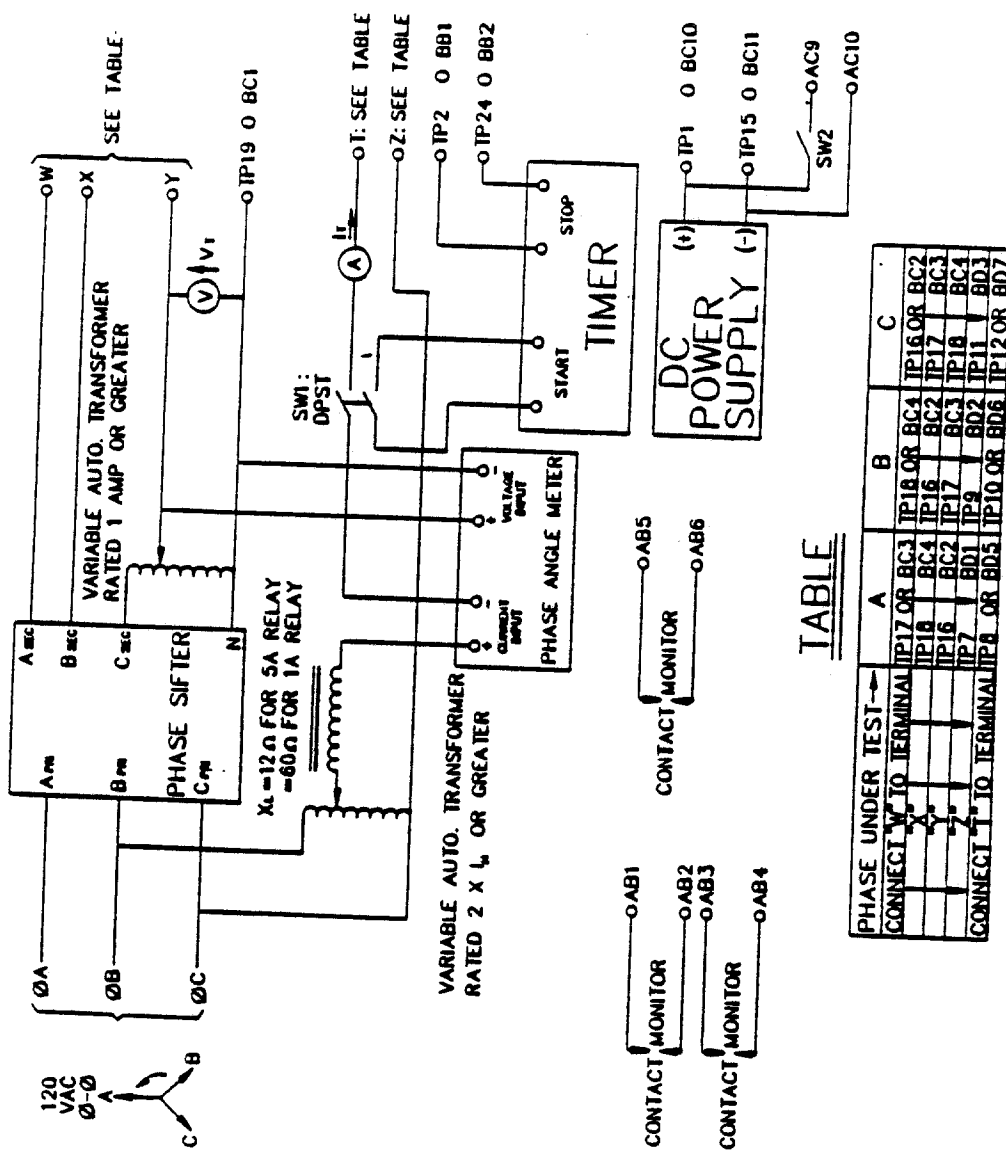 120
VAC
Ø-Ø
A
B
C
ØA
ØB
ØC
A PRI
B PRI
C PRI
PHASE SIFTER
A SEC
B SEC
C SEC
N
VARIABLE AUTO. TRANSFORMER
RATED 1 AMP OR GREATER
W
X
Y
SEE TABLE
V
TP19 O BC1
XL=12Ω FOR 5A RELAY
=60Ω FOR 1A RELAY
VARIABLE AUTO. TRANSFORMER
RATED 2 X OR GREATER
+ - + -
CURRENT
INPUT
VOLTAGE
INPUT
PHASE ANGLE METER
SW1:
DPST
A
T: SEE TABLE
Z: SEE TABLE
TP2 O BB1
TP24 O BB2
START
STOP
TIMER
DC
POWER
SUPPLY
(+)
(-)
TP1 O BC10
TP15 O BC11
SW2
AC9
AC10
CONTACT MONITOR
AB1
AB2
CONTACT MONITOR
AB3
AB4
CONTACT MONITOR
AB5
AB6
TABLE
PHASE UNDER TEST A B C
CONNECT "W" TO TERMINAL TP17 OR BC3 TP18 OR BC4 TP16 OR BC2
"X" TP18 BC4 TP16 BC2 TP17 BC3
"Y" TP16 BC2 TP17 BC3 TP18 BC4
"Z" TP7 BD1 TP9 BD2 TP11 BD3
CONNECT "T" TO TERMINAL TP8 OR BD5 TP10 OR BD6 TP12 OR BD7